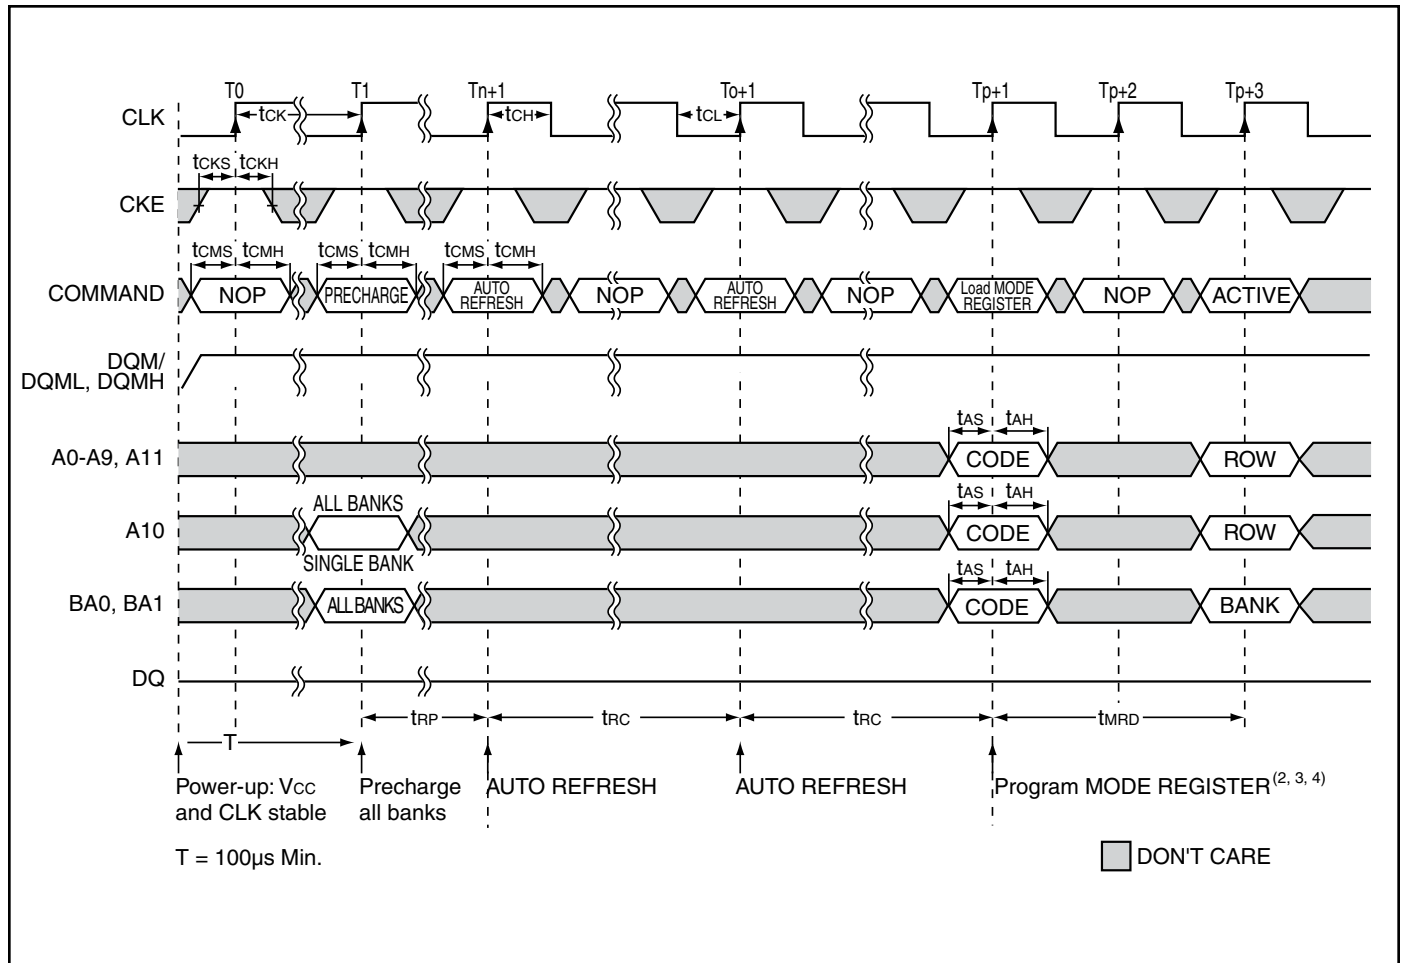 T0 T1 Tn+1 To+1 Tp+1 Tp+2 Tp+3
CLK tCK tCH tCL
tCKS tCKH
CKE
tCMS tCMH tCMS tCMH tCMS tCMH
COMMAND NOP PRECHARGE AUTO REFRESH NOP AUTO REFRESH NOP Load MODE REGISTER NOP ACTIVE
DQM/
DQML, DQMH
tAS tAH
A0-A9, A11 CODE ROW
ALL BANKS tAS tAH
A10 CODE ROW
SINGLE BANK tAS tAH
BA0, BA1 ALL BANKS CODE BANK
DQ
tRP tRC tRC tMRD
T
Power-up: VCC Precharge AUTO REFRESH AUTO REFRESH Program MODE REGISTER(2, 3, 4)
and CLK stable all banks
T = 100µs Min. DON'T CARE